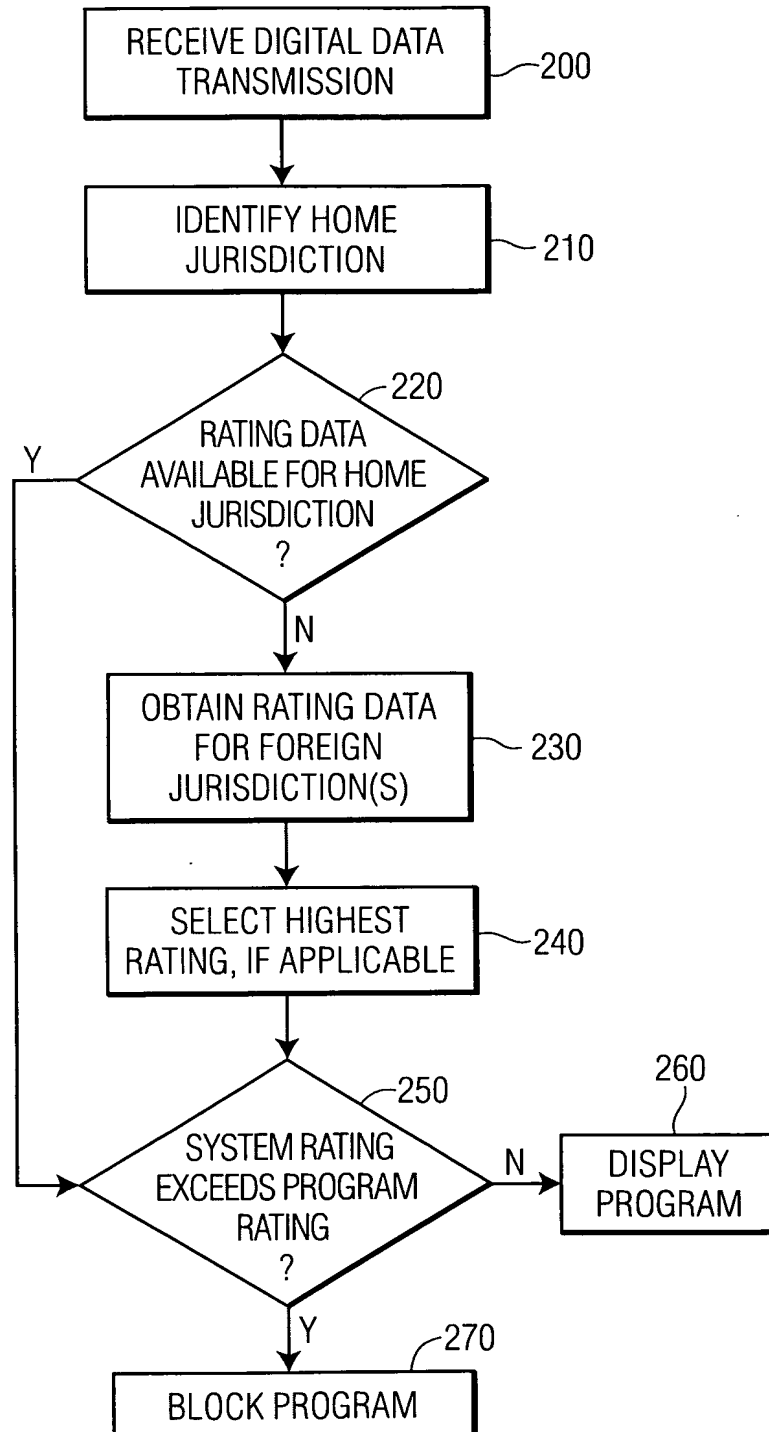 RECEIVE DIGITAL DATA
TRANSMISSION
200
IDENTIFY HOME
JURISDICTION
210
220
RATING DATA
AVAILABLE FOR HOME
JURISDICTION
?
Y
N
OBTAIN RATING DATA
FOR FOREIGN
JURISDICTION(S)
230
SELECT HIGHEST
RATING, IF APPLICABLE
240
250
SYSTEM RATING
EXCEEDS PROGRAM
RATING
?
N
260
DISPLAY
PROGRAM
Y
270
BLOCK PROGRAM